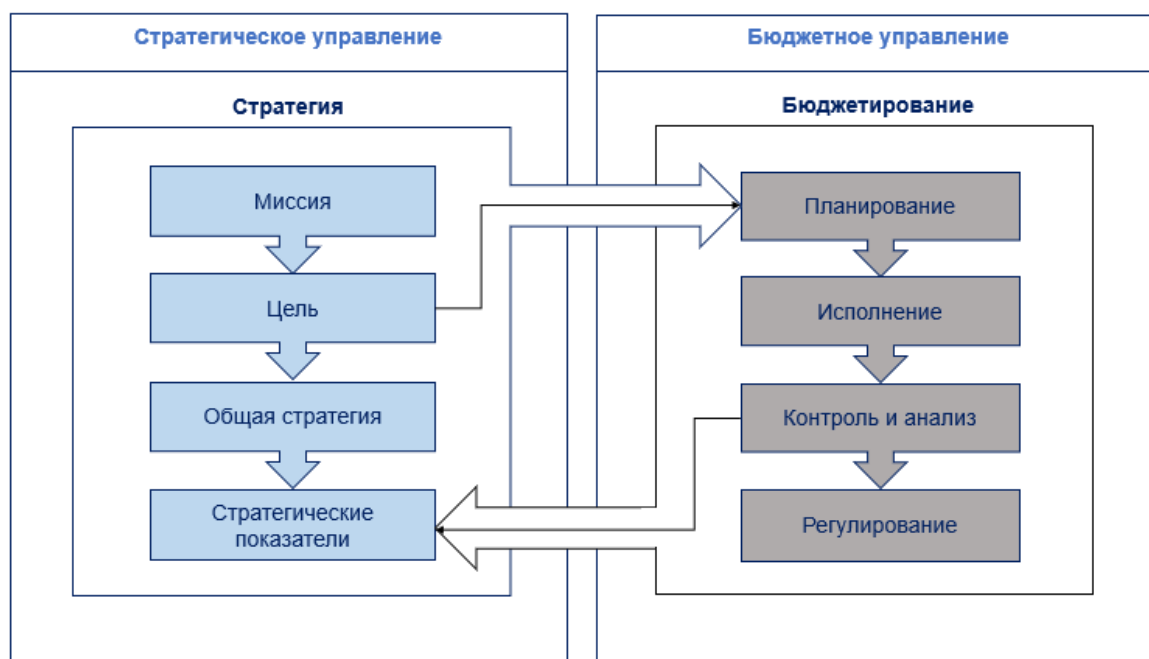 Стратегическое управление
Бюджетное управление
Стратегия
Бюджетирование
Миссия
Планирование
Цель
Исполнение
Общая стратегия
Контроль и анализ
Стратегические
показатели
Регулирование